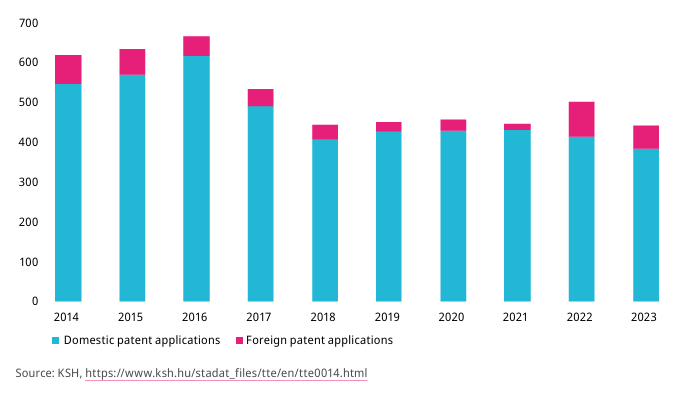 700
600
500
400
300
200
100
0
2014 2015 2016 2017 2018 2019 2020 2021 2022 2023
Domestic patent applications Foreign patent applications
Source: KSH, https://www.ksh.hu/stadat_files/tte/en/tte0014.html